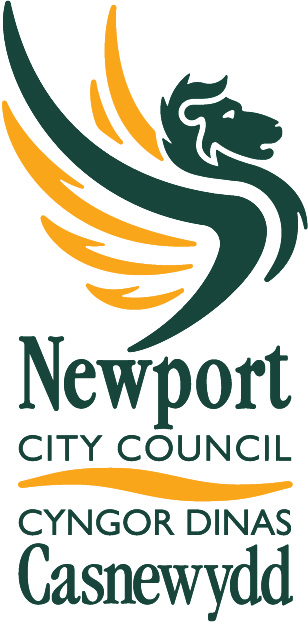 Newport
CITY COUNCIL
CYNGOR DINAS
Casnewydd